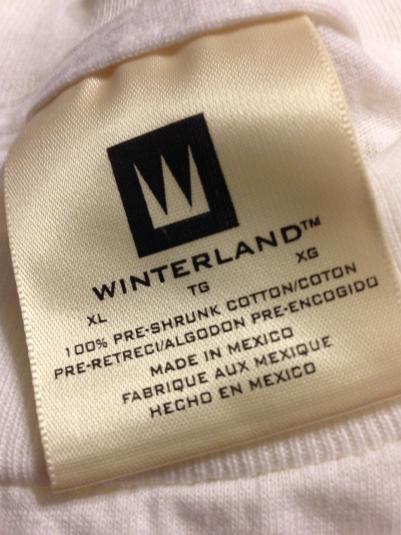 WINTERLAND™
XL TG XG
100% PRE-SHRUNK COTTON/COTON
PRE-RETRECI/ALGODON PRE-ENCOGIDO
MADE IN MEXICO
FABRIQUE AUX MEXIQUE
HECHO EN MEXICO